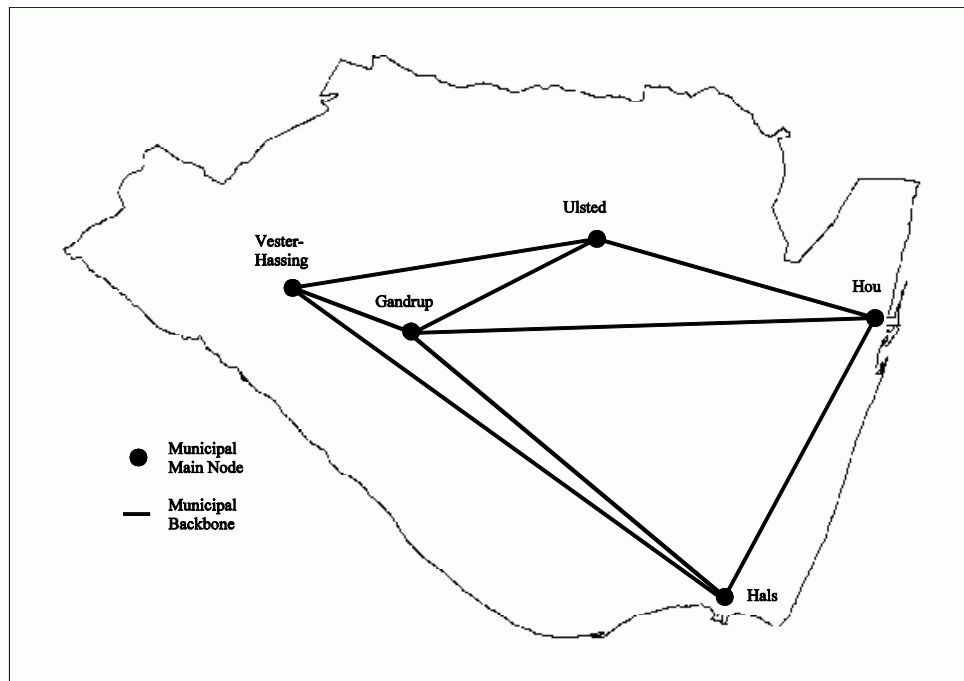 Ulsted
Vester-
Hassing
Hou
Gandrup
Municipal
Main Node
Municipal
Backbone
Hals